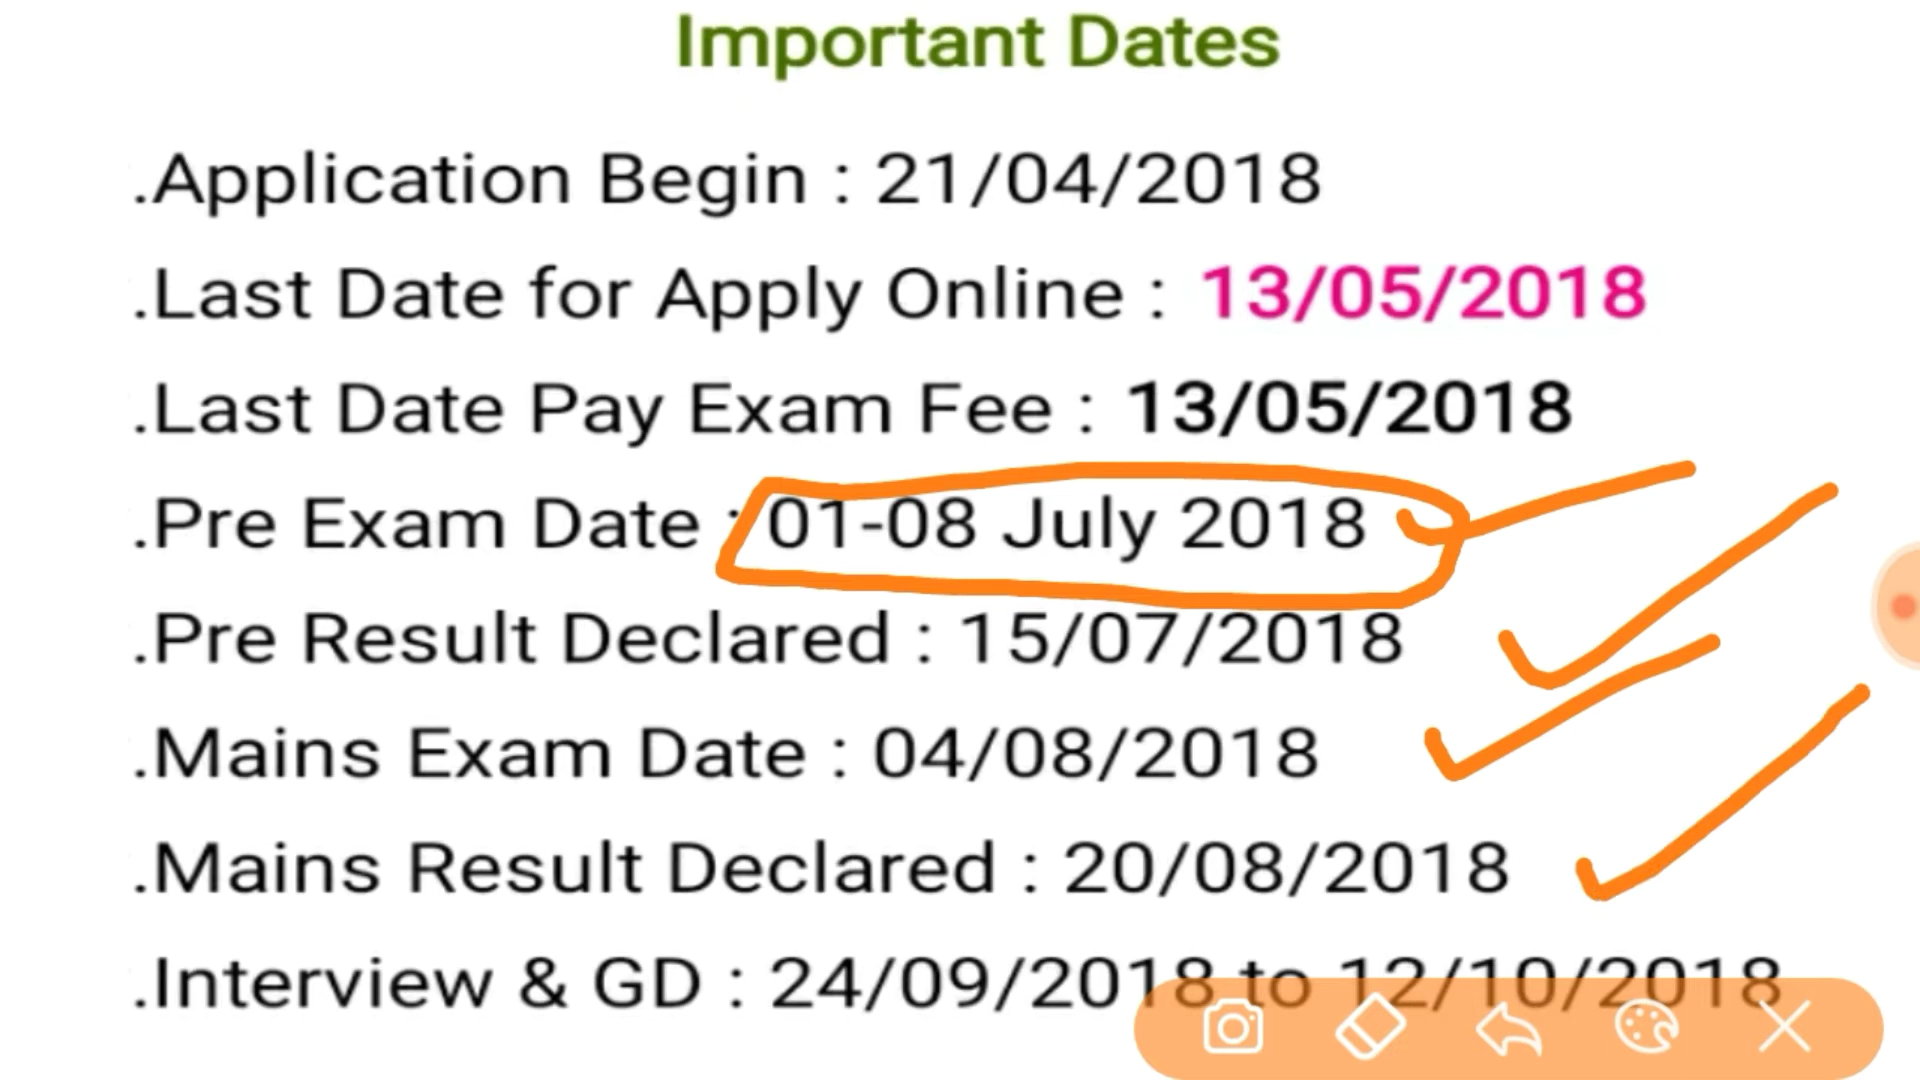 Important Dates
.Application Begin : 21/04/2018
.Last Date for Apply Online : 13/05/2018
.Last Date Pay Exam Fee : 13/05/2018
.Pre Exam Date : 01-08 July 2018
.Pre Result Declared : 15/07/2018
.Mains Exam Date : 04/08/2018
.Mains Result Declared : 20/08/2018
.Interview & GD : 24/09/2018 to 12/10/2018